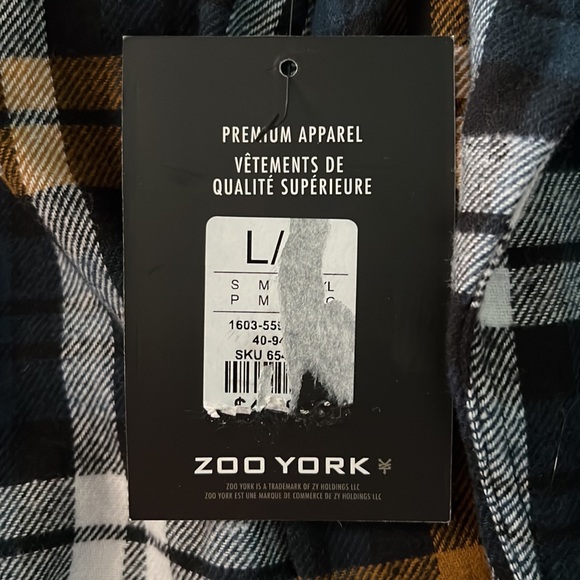 PREMIUM APPAREL
VÊTEMENTS DE
QUALITÉ SUPÉRIEURE
L/
S M
P M
1603-55
40-9
SKU 65
ZOO YORK
ZOO YORK IS A TRADEMARK OF ZY HOLDINGS LLC
ZOO YORK EST UNE MARQUE DE COMMERCE DE ZY HOLDINGS LLC